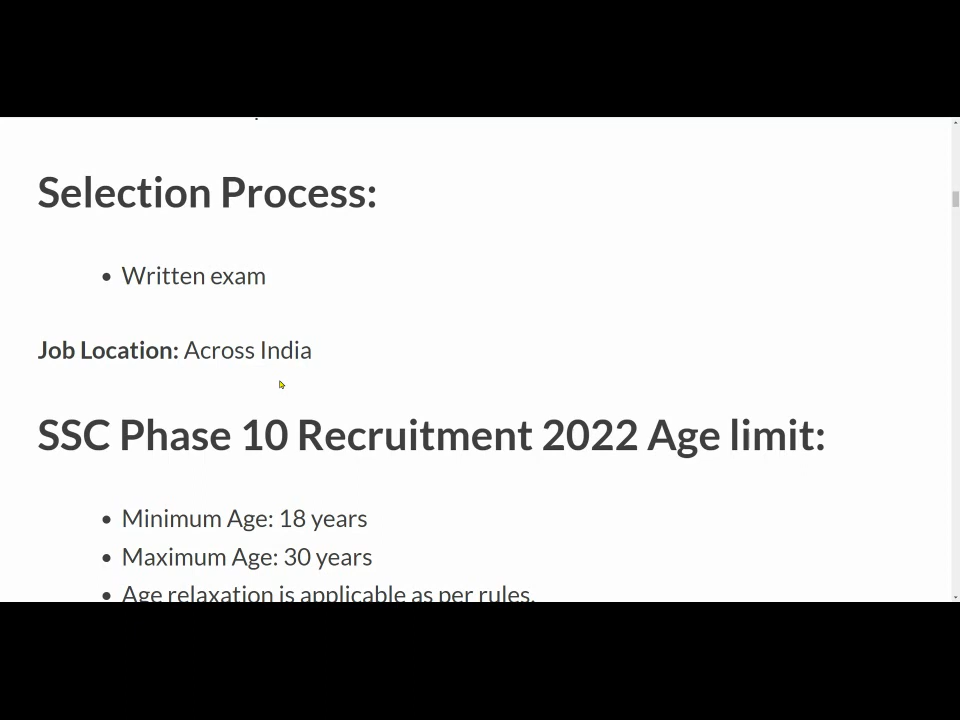 Selection Process:
• Written exam
Job Location: Across India
SSC Phase 10 Recruitment 2022 Age limit:
• Minimum Age: 18 years
• Maximum Age: 30 years
• Age relaxation is applicable as per rules.